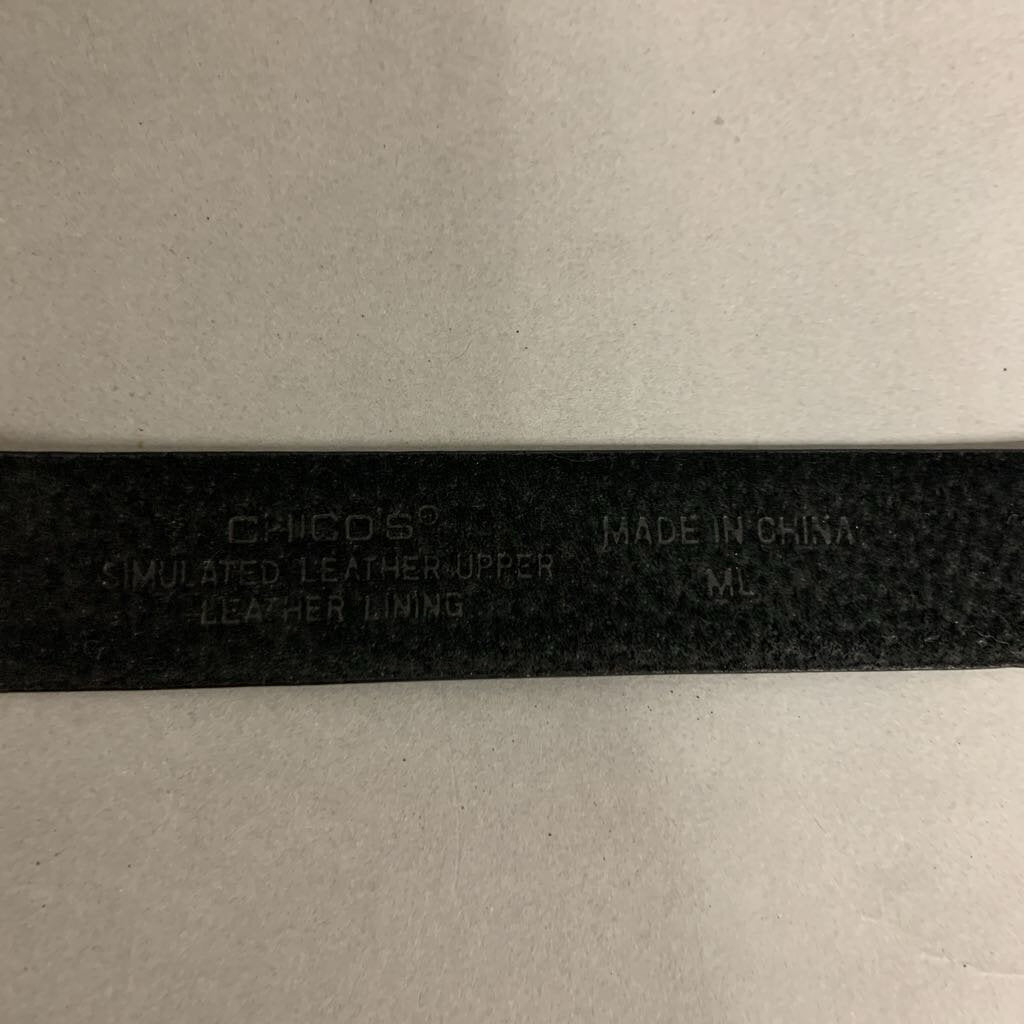 CHICO'S®
SIMULATED LEATHER UPPER
LEATHER LINING
MADE IN CHINA
ML